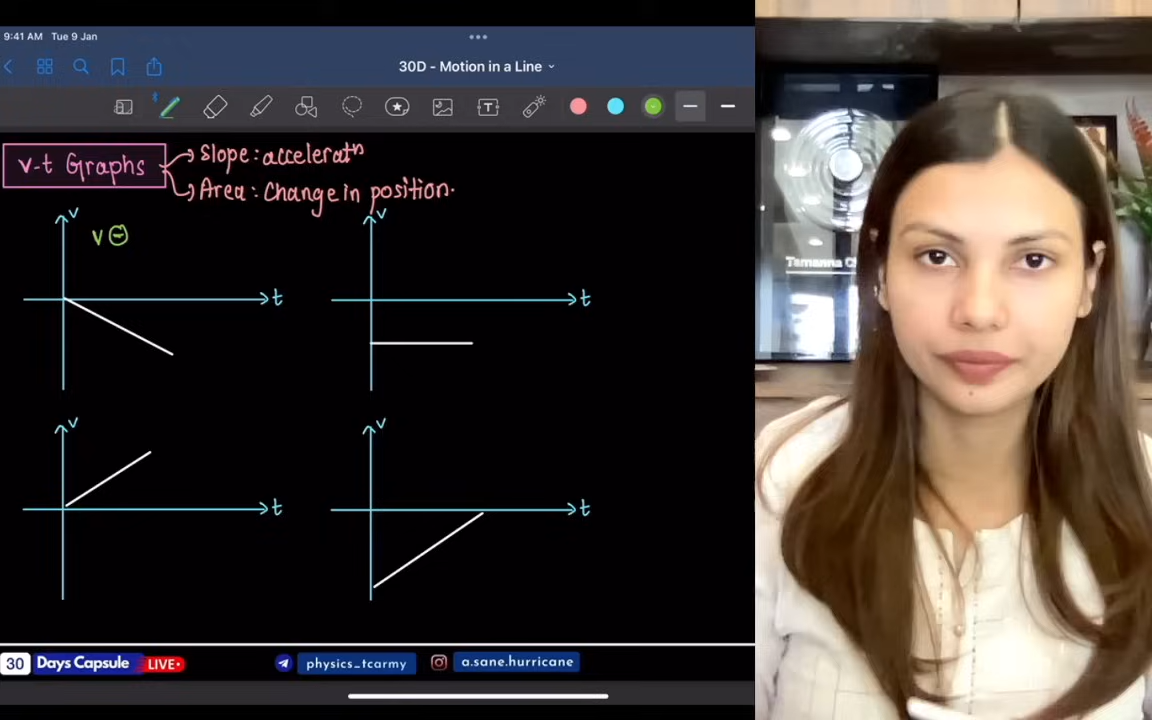 9:41 AM Tue 9 Jan
30D - Motion in a Line
T
v-t Graphs
Slope: acceleratn
Area: Change in position.
v
v ⊖
t
v
t
v
t
v
t
30 Days Capsule LIVE
physics_tcarmy
a.sane.hurricane